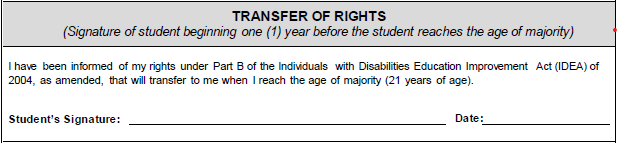 TRANSFER OF RIGHTS
(Signature of student beginning one (1) year before the student reaches the age of majority)
I have been informed of my rights under Part B of the Individuals with Disabilities Education Improvement Act (IDEA) of
2004, as amended, that will transfer to me when I reach the age of majority (21 years of age).
Student's Signature: Date: